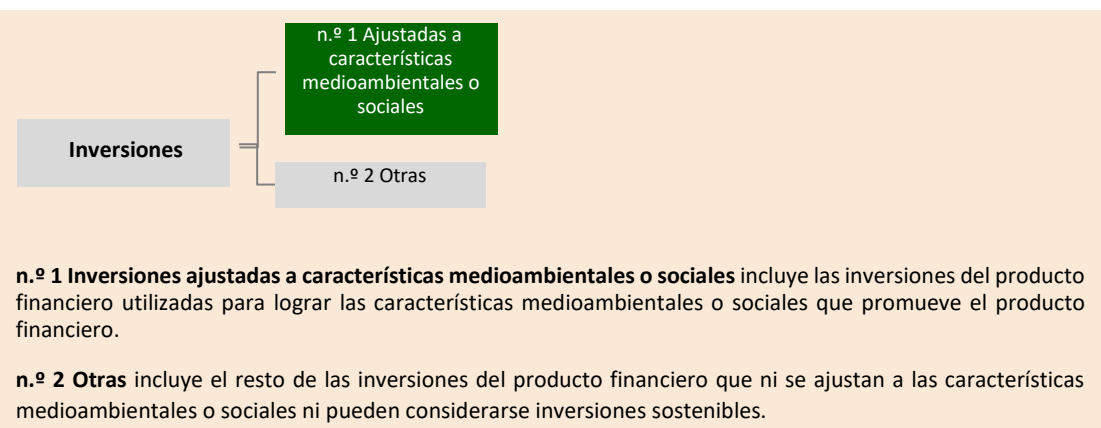 n.º 1 Ajustadas a
características
medioambientales o
sociales
Inversiones
n.º 2 Otras
n.º 1 Inversiones ajustadas a características medioambientales o sociales incluye las inversiones del producto
financiero utilizadas para lograr las características medioambientales o sociales que promueve el producto
financiero.
n.º 2 Otras incluye el resto de las inversiones del producto financiero que ni se ajustan a las características
medioambientales o sociales ni pueden considerarse inversiones sostenibles.